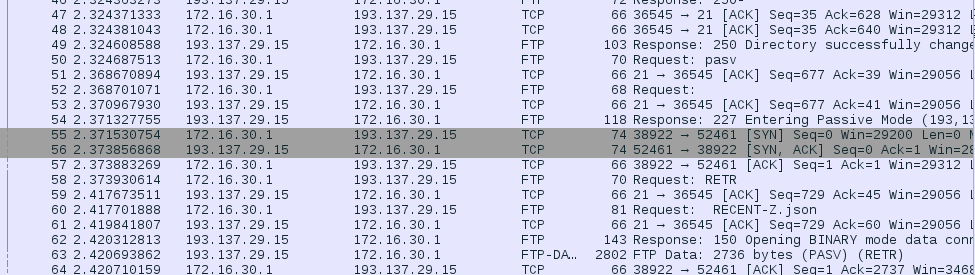 46 2.324363273 193.137.29.15 172.16.30.1 FTP 72 Response: 250-
47 2.324371333 172.16.30.1 193.137.29.15 TCP 66 36545 → 21 [ACK] Seq=35 Ack=628 Win=29312 L
48 2.324381043 172.16.30.1 193.137.29.15 TCP 66 36545 → 21 [ACK] Seq=35 Ack=640 Win=29312 L
49 2.324608588 193.137.29.15 172.16.30.1 FTP 103 Response: 250 Directory successfully change
50 2.324687513 172.16.30.1 193.137.29.15 FTP 70 Request: pasv
51 2.368670894 193.137.29.15 172.16.30.1 TCP 66 21 → 36545 [ACK] Seq=677 Ack=39 Win=29056 L
52 2.368701071 172.16.30.1 193.137.29.15 FTP 68 Request:
53 2.370967930 193.137.29.15 172.16.30.1 TCP 66 21 → 36545 [ACK] Seq=677 Ack=41 Win=29056 L
54 2.371327755 193.137.29.15 172.16.30.1 FTP 118 Response: 227 Entering Passive Mode (193,13
55 2.371530754 172.16.30.1 193.137.29.15 TCP 74 38922 → 52461 [SYN] Seq=0 Win=29200 Len=0
56 2.373856868 193.137.29.15 172.16.30.1 TCP 74 52461 → 38922 [SYN, ACK] Seq=0 Ack=1 Win=28
57 2.373883269 172.16.30.1 193.137.29.15 TCP 66 38922 → 52461 [ACK] Seq=1 Ack=1 Win=29312 L
58 2.373930614 172.16.30.1 193.137.29.15 FTP 70 Request: RETR
59 2.417673511 193.137.29.15 172.16.30.1 TCP 66 21 → 36545 [ACK] Seq=729 Ack=45 Win=29056 L
60 2.417701888 172.16.30.1 193.137.29.15 FTP 81 Request:  RECENT-Z.json
61 2.419841807 193.137.29.15 172.16.30.1 TCP 66 21 → 36545 [ACK] Seq=729 Ack=60 Win=29056 L
62 2.420312813 193.137.29.15 172.16.30.1 FTP 143 Response: 150 Opening BINARY mode data conn
63 2.420693862 193.137.29.15 172.16.30.1 FTP-DA… 2802 FTP Data: 2736 bytes (PASV) (RETR)
64 2.420710159 172.16.30.1 193.137.29.15 TCP 66 38922 → 52461 [ACK] Seq=1 Ack=2737 Win=3468